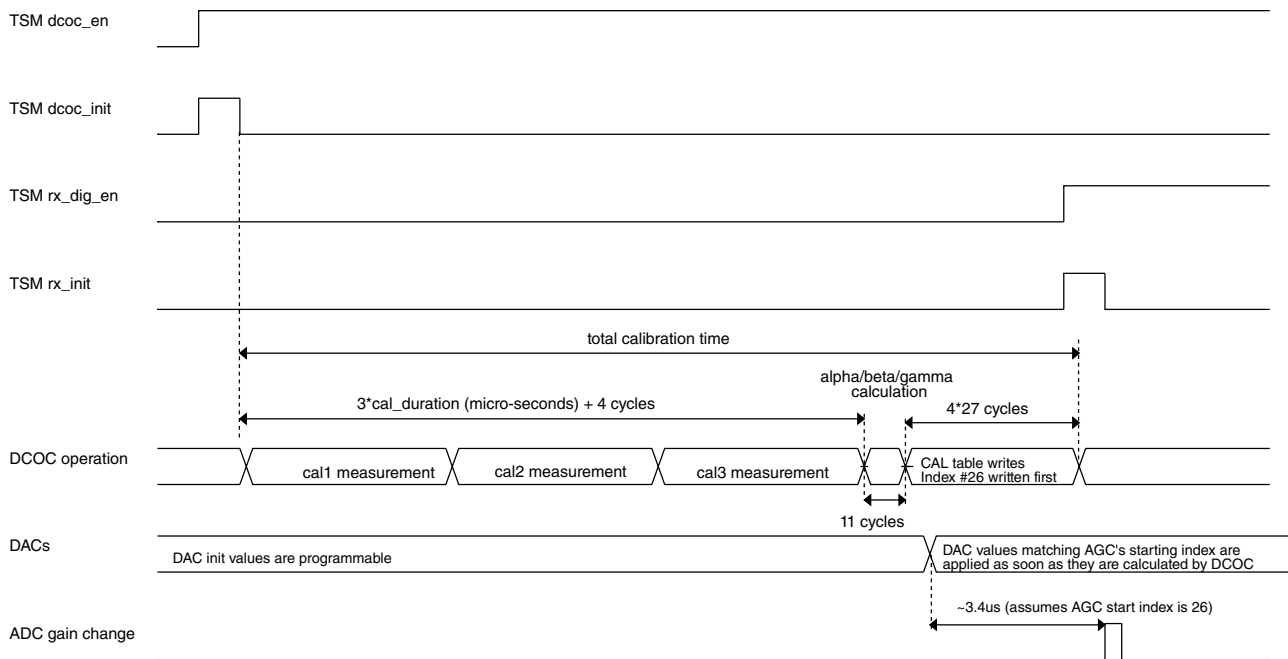 TSM dcoc_en
TSM dcoc_init
TSM rx_dig_en
TSM rx_init
total calibration time
alpha/beta/gamma
calculation
3*cal_duration (micro-seconds) + 4 cycles
4*27 cycles
DCOC operation
cal1 measurement
cal2 measurement
cal3 measurement
CAL table writes
Index #26 written first
11 cycles
DACs
DAC init values are programmable
DAC values matching AGC's starting index are
applied as soon as they are calculated by DCOC
~3.4us (assumes AGC start index is 26)
ADC gain change